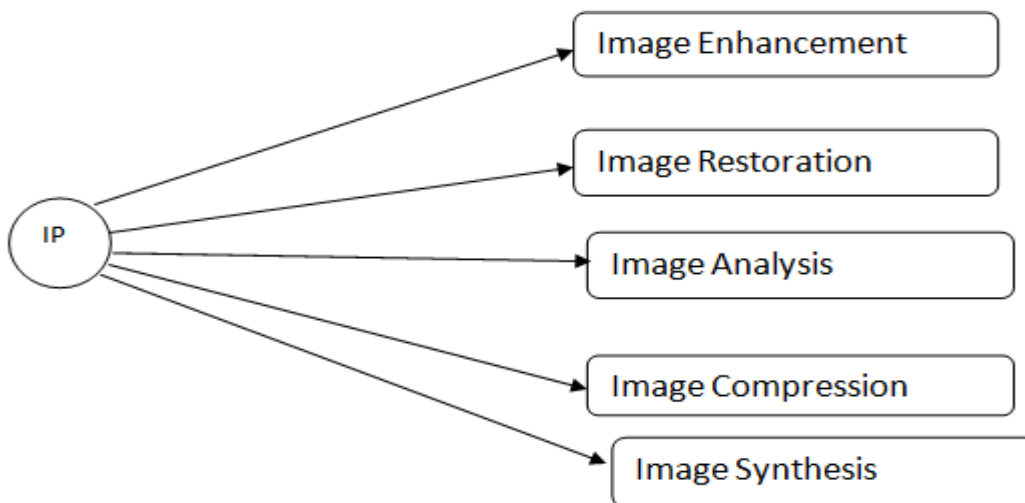 Image Enhancement
Image Restoration
IP
Image Analysis
Image Compression
Image Synthesis